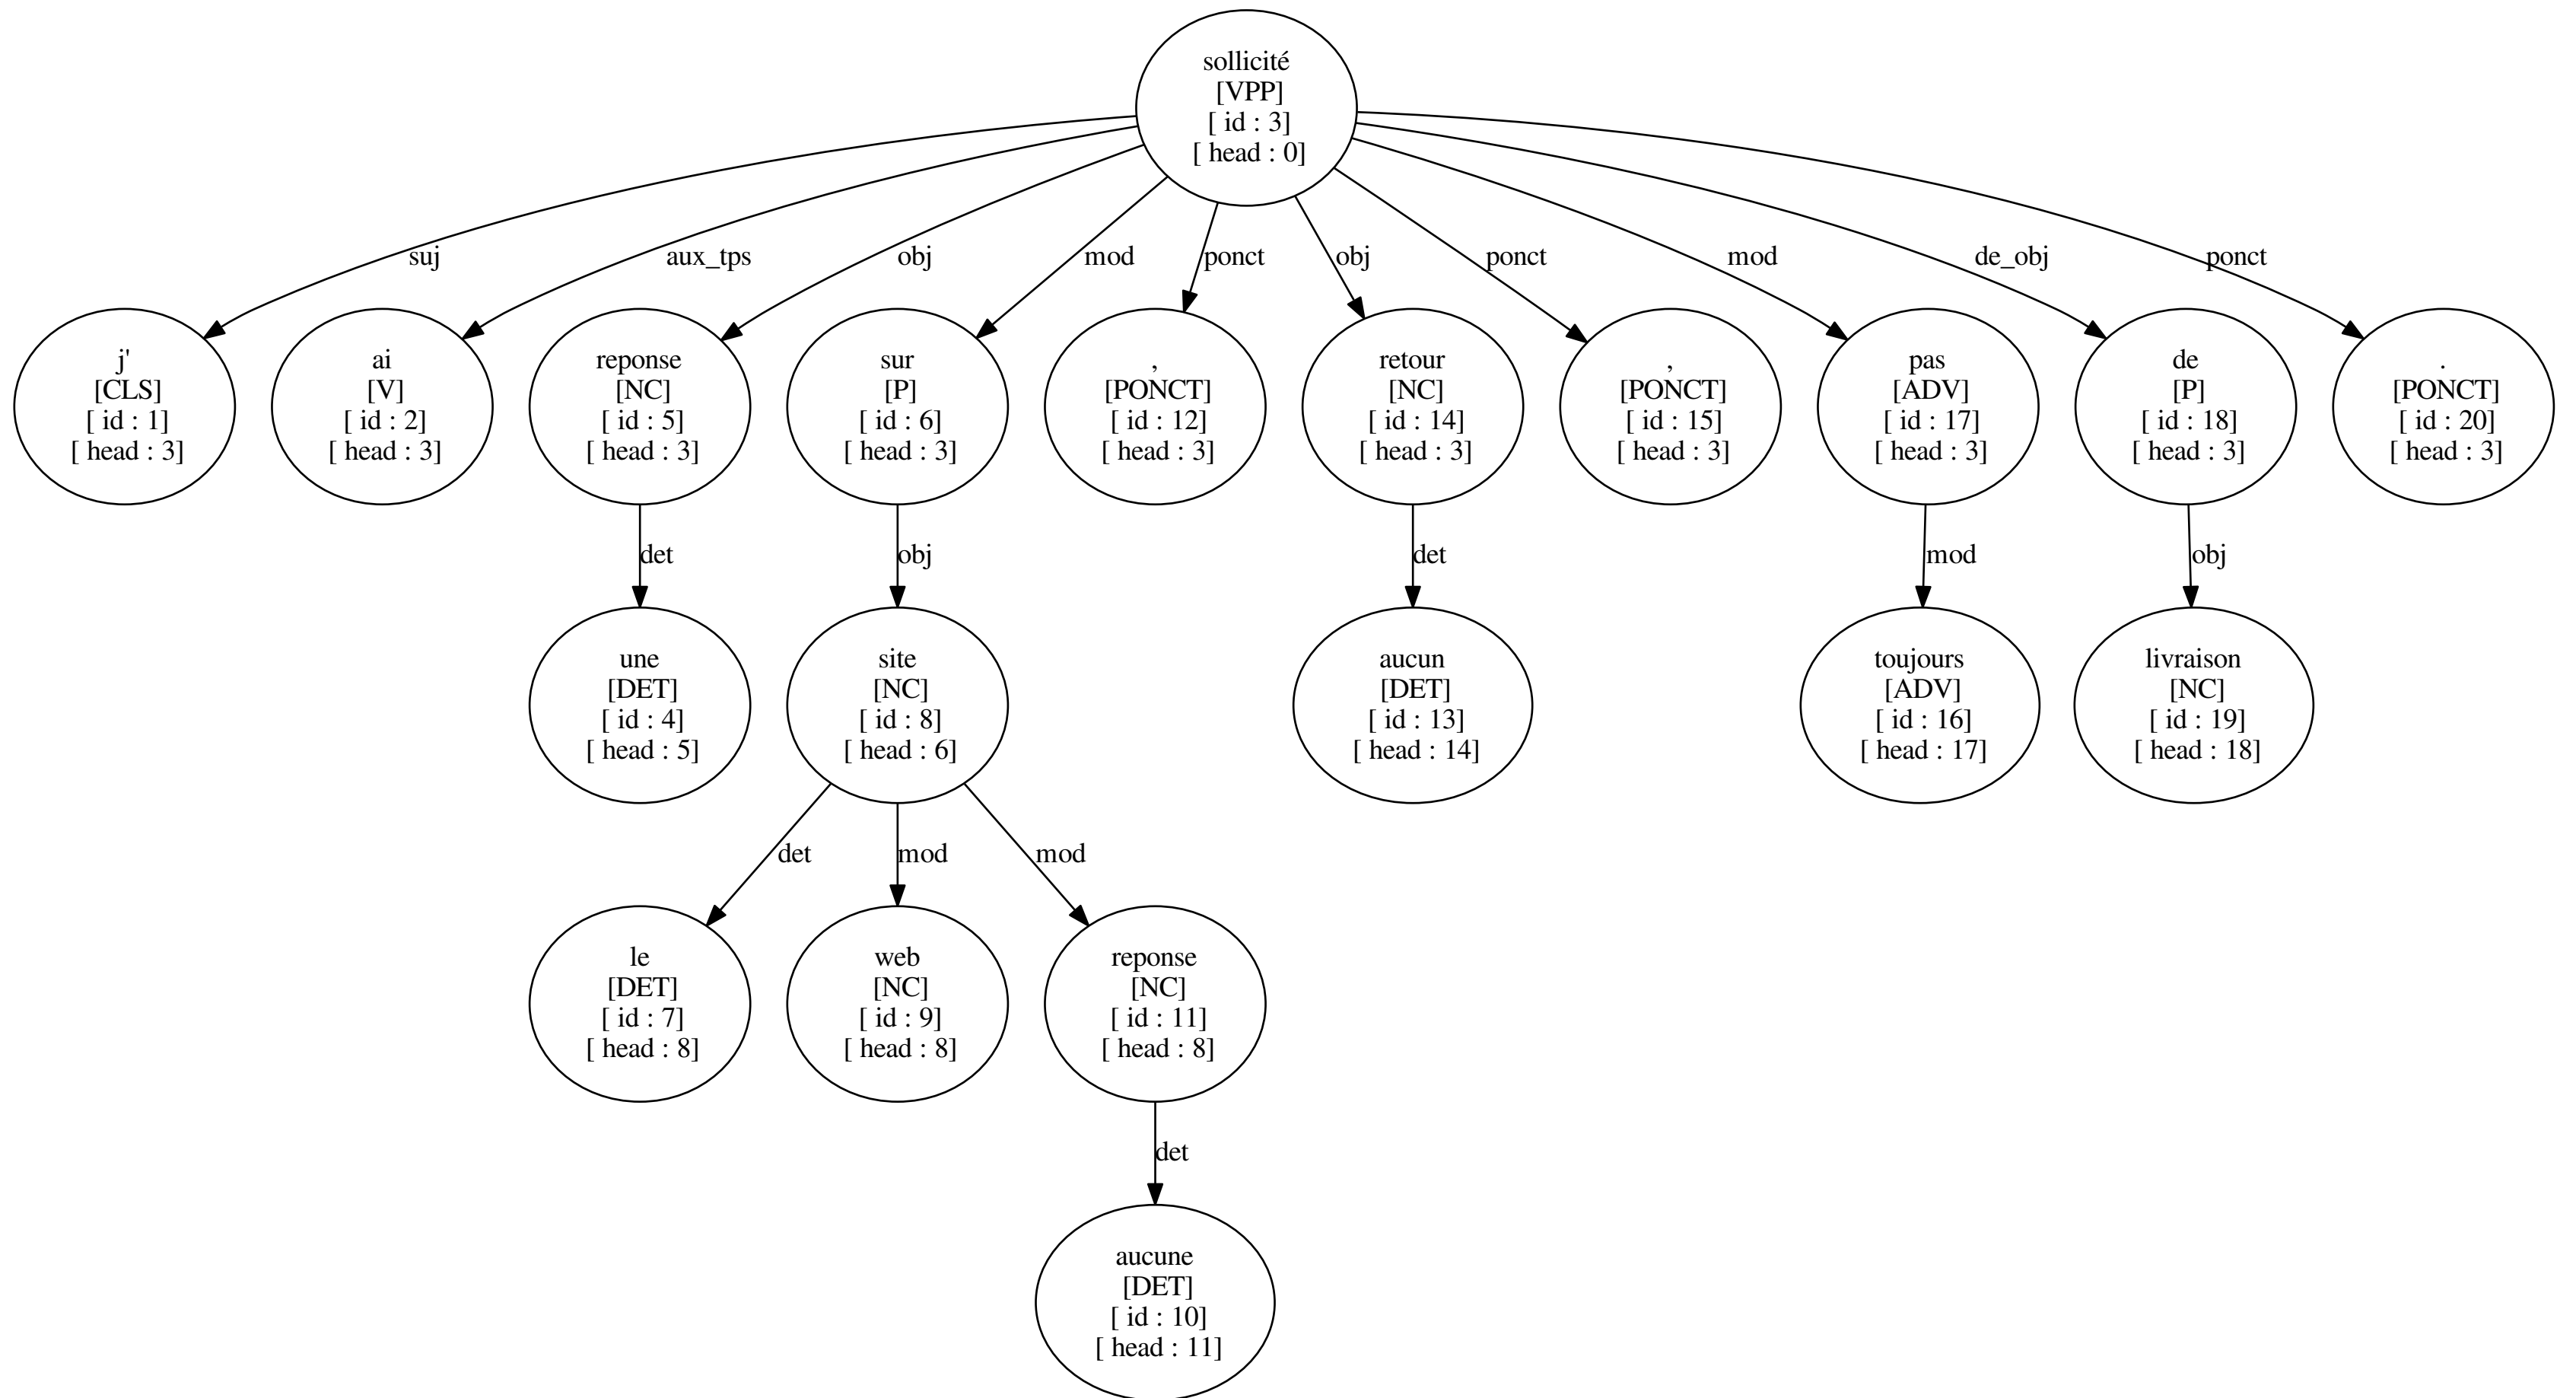 sollicité
[VPP]
[ id : 3]
[ head : 0]
suj
aux_tps
obj
mod
ponct
obj
ponct
mod
de_obj
ponct
j'
[CLS]
[ id : 1]
[ head : 3]
ai
[V]
[ id : 2]
[ head : 3]
reponse
[NC]
[ id : 5]
[ head : 3]
sur
[P]
[ id : 6]
[ head : 3]
,
[PONCT]
[ id : 12]
[ head : 3]
retour
[NC]
[ id : 14]
[ head : 3]
,
[PONCT]
[ id : 15]
[ head : 3]
pas
[ADV]
[ id : 17]
[ head : 3]
de
[P]
[ id : 18]
[ head : 3]
.
[PONCT]
[ id : 20]
[ head : 3]
det
obj
det
mod
obj
une
[DET]
[ id : 4]
[ head : 5]
site
[NC]
[ id : 8]
[ head : 6]
aucun
[DET]
[ id : 13]
[ head : 14]
toujours
[ADV]
[ id : 16]
[ head : 17]
livraison
[NC]
[ id : 19]
[ head : 18]
det
mod
mod
le
[DET]
[ id : 7]
[ head : 8]
web
[NC]
[ id : 9]
[ head : 8]
reponse
[NC]
[ id : 11]
[ head : 8]
det
aucune
[DET]
[ id : 10]
[ head : 11]